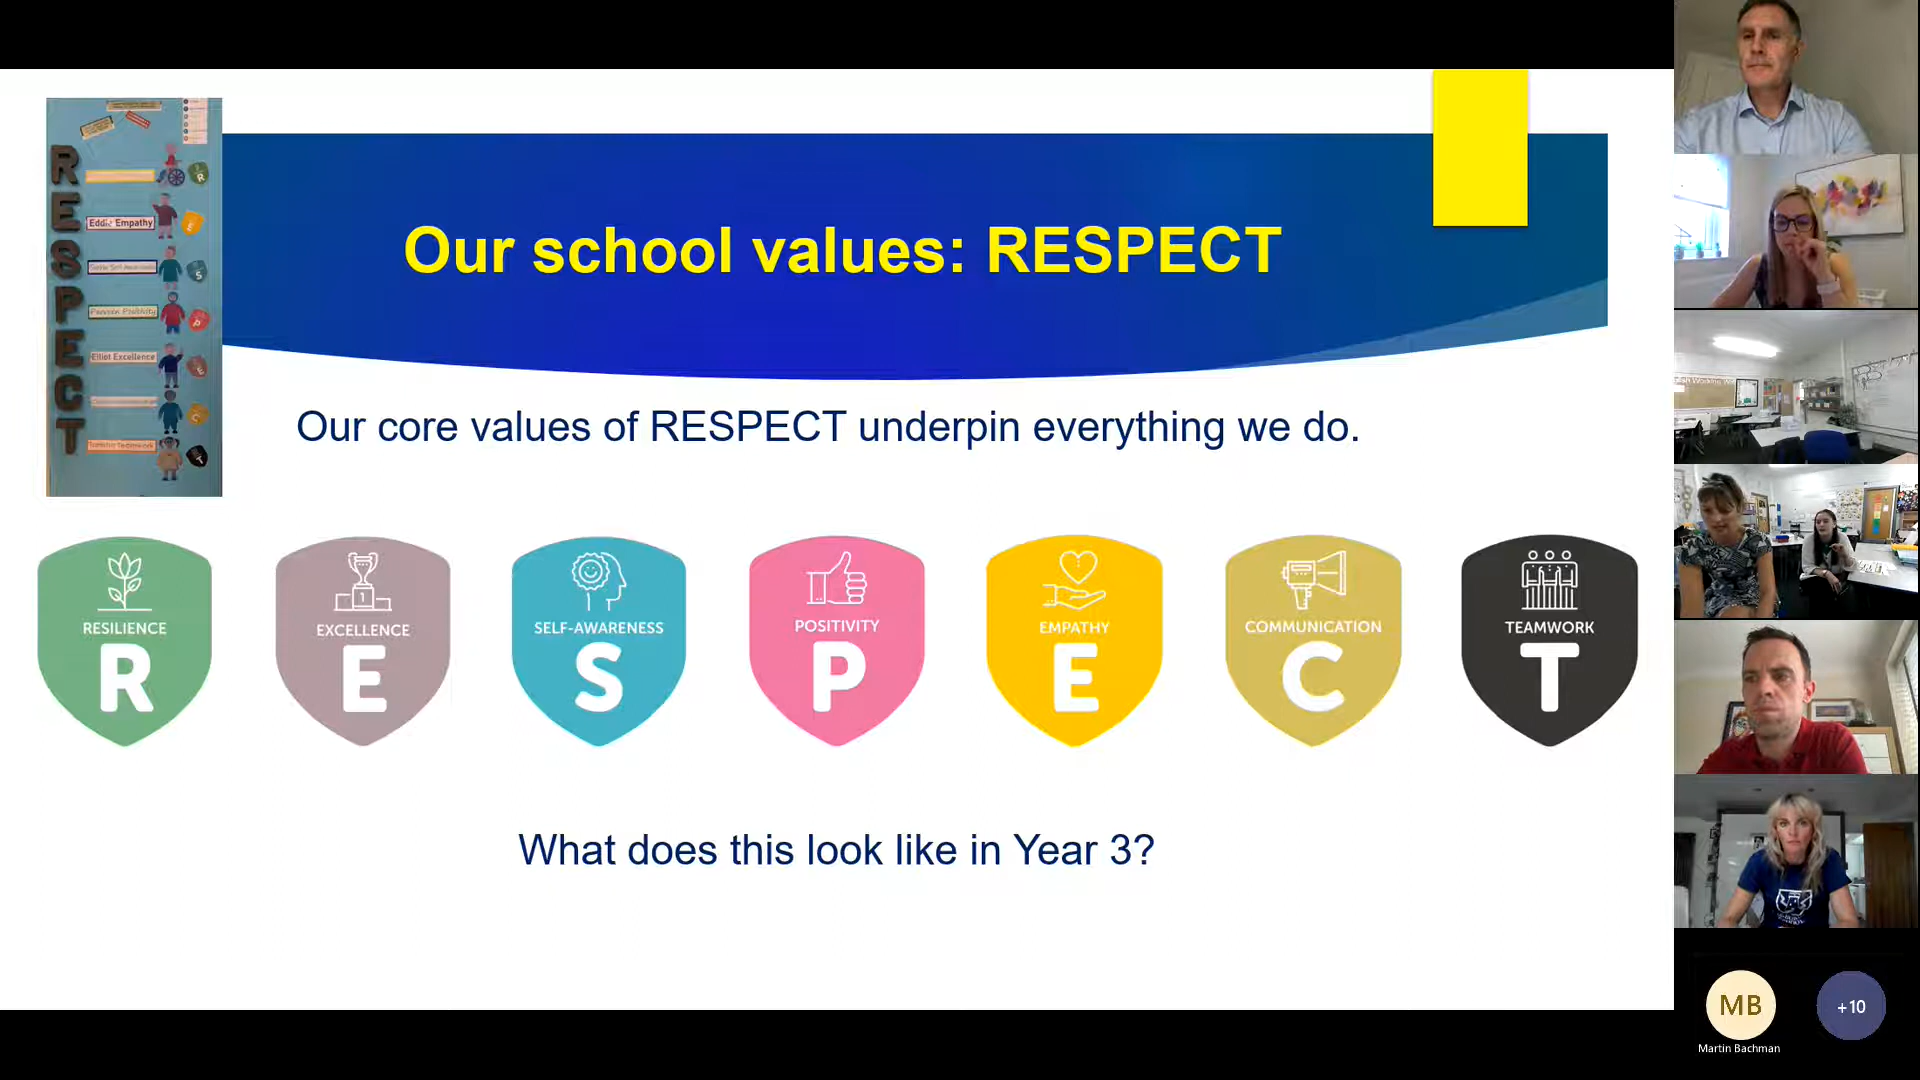 Our school values: RESPECT
R
E
S
P
E
C
T
Eddie Empathy
Elliot Excellence
Our core values of RESPECT underpin everything we do.
RESILIENCE
R
EXCELLENCE
E
SELF-AWARENESS
S
POSITIVITY
P
EMPATHY
E
COMMUNICATION
C
TEAMWORK
T
What does this look like in Year 3?
MB
Martin Bachman
+10